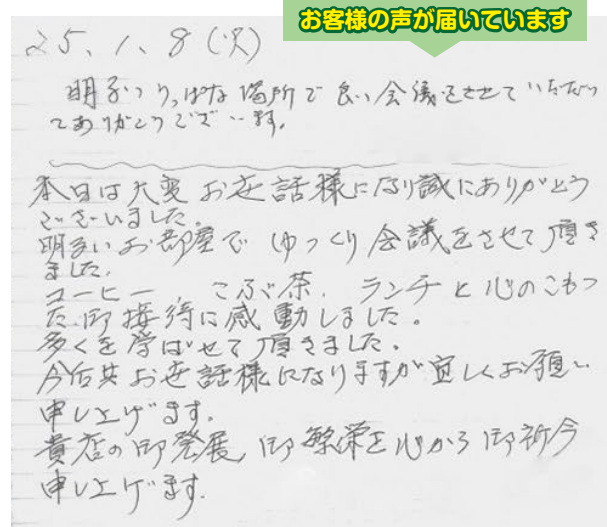 お客様の声が届いています
25、1、8(火)
明るいりっぱな場所で良い会議をさせていただい
てありがとうございます。
本日は大変お世話様になり誠にありがとう
ございました。
明るいお部屋でゆっくり会議をさせて頂き
ました。
コーヒー、こぶ茶、ランチと心のこもっ
た御接待に感動しました。
多くを学ばせて頂きました。
今后共お世話様になりますが宜しくお願い
申し上げます。
貴店の御発展御繁栄を心から御祈念
申し上げます.